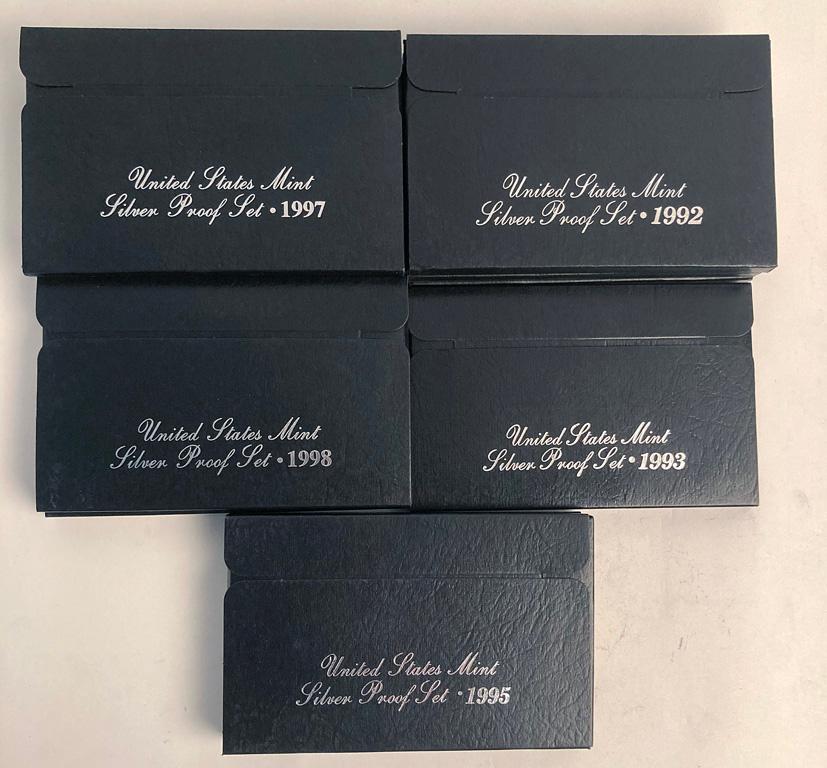 United States Mint
Silver Proof Set • 1997
United States Mint
Silver Proof Set • 1992
United States Mint
Silver Proof Set • 1998
United States Mint
Silver Proof Set • 1993
United States Mint
Silver Proof Set • 1995